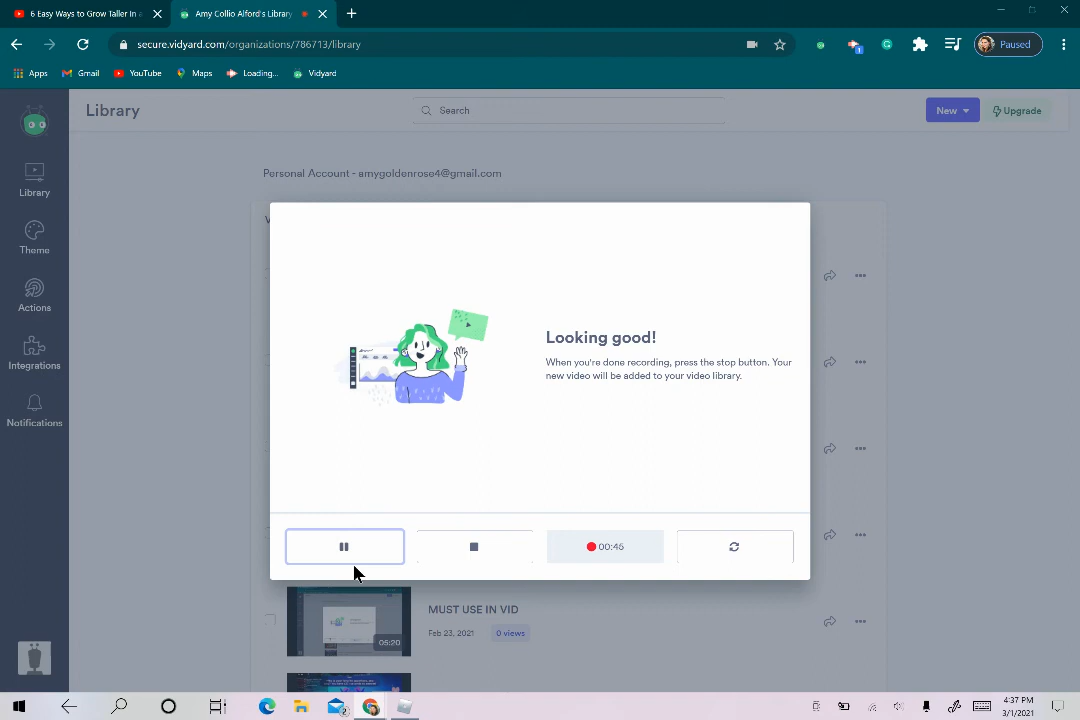 6 Easy Ways to Grow Taller In
Amy Collio Alford's Library
secure.vidyard.com/organizations/786713/library
1
Paused
Apps
Gmail
YouTube
Maps
Loading...
Vidyard
Library
Search
New
Upgrade
Library
Theme
Actions
Integrations
Notifications
Personal Account - amygoldenrose4@gmail.com
Looking good!
When you're done recording, press the stop button. Your
new video will be added to your video library.
00:45
MUST USE IN VID
Feb 23, 2021
0 views
05:20
2
4:37 PM
3/1/2021